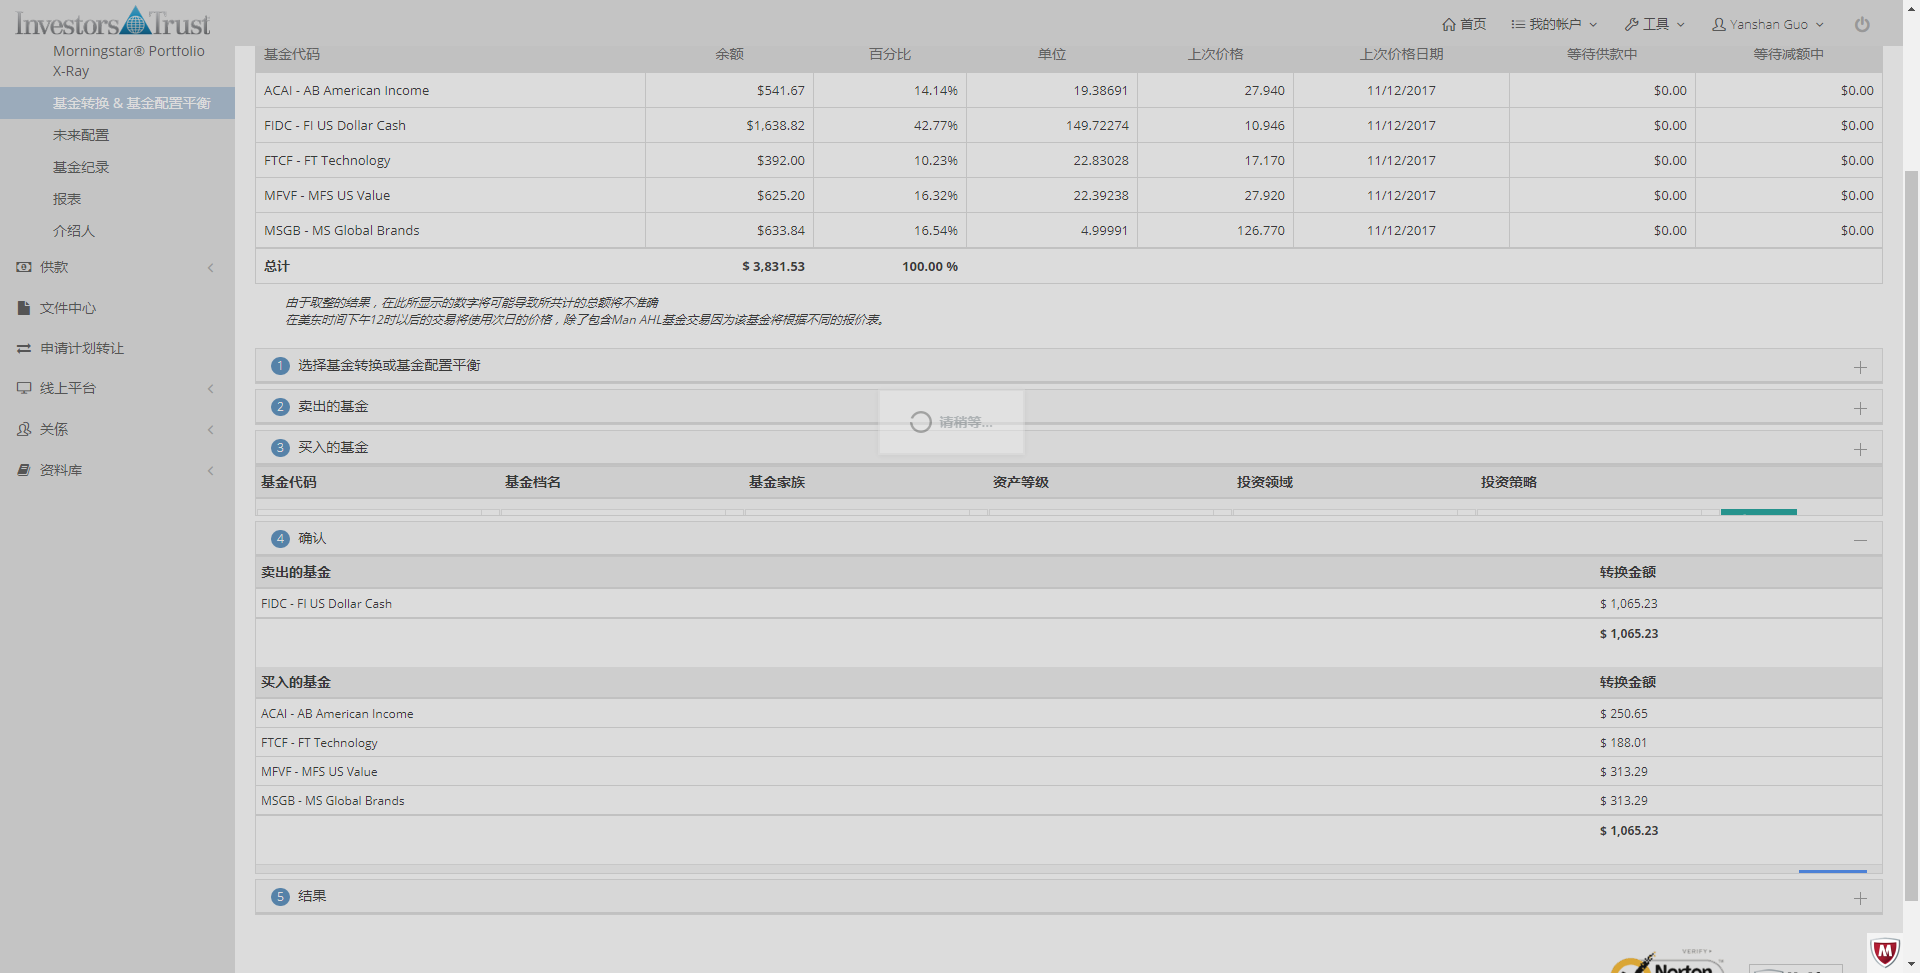 Investors Trust
首页
我的帐户
工具
Yanshan Guo
Morningstar® Portfolio
X-Ray
基金转换 & 基金配置平衡
未来配置
基金纪录
报表
介绍人
供款
文件中心
申请计划转让
线上平台
关係
资料库
基金代码 余额 百分比 单位 上次价格 上次价格日期 等待供款中 等待减额中
ACAI - AB American Income $541.67 14.14% 19.38691 27.940 11/12/2017 $0.00 $0.00
FIDC - FI US Dollar Cash $1,638.82 42.77% 149.72274 10.946 11/12/2017 $0.00 $0.00
FTCF - FT Technology $392.00 10.23% 22.83028 17.170 11/12/2017 $0.00 $0.00
MFVF - MFS US Value $625.20 16.32% 22.39238 27.920 11/12/2017 $0.00 $0.00
MSGB - MS Global Brands $633.84 16.54% 4.99991 126.770 11/12/2017 $0.00 $0.00
总计 $ 3,831.53 100.00 %
由于取整的结果，在此所显示的数字将可能导致所共计的总额将不准确
在美东时间下午12时以后的交易将使用次日的价格，除了包含Man AHL基金交易因为该基金将根据不同的报价表。
1 选择基金转换或基金配置平衡
2 卖出的基金
请稍等...
3 买入的基金
基金代码 基金档名 基金家族 资产等级 投资领域 投资策略
4 确认
卖出的基金 转换金额
FIDC - FI US Dollar Cash $ 1,065.23
$ 1,065.23
买入的基金 转换金额
ACAI - AB American Income $ 250.65
FTCF - FT Technology $ 188.01
MFVF - MFS US Value $ 313.29
MSGB - MS Global Brands $ 313.29
$ 1,065.23
5 结果
VERIFY
Norton